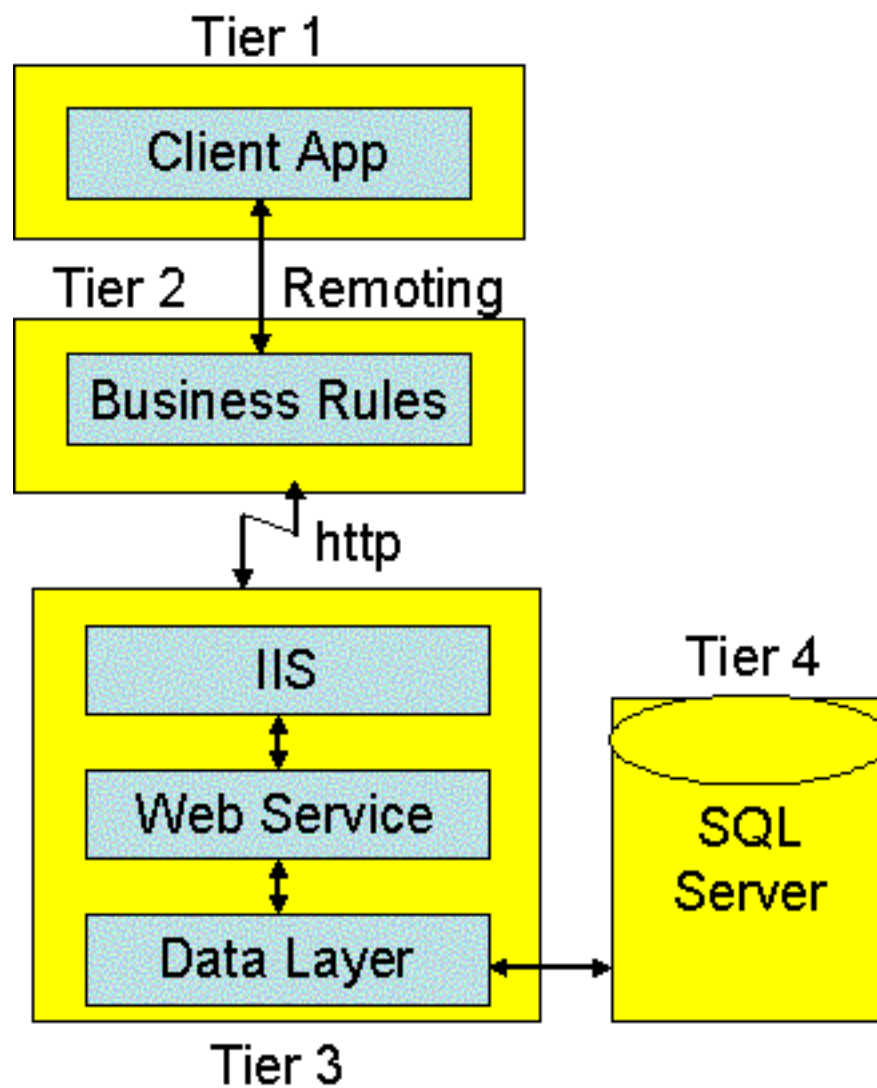 Tier 1
Client App
Tier 2
Remoting
Business Rules
http
IIS
Web Service
Data Layer
Tier 3
Tier 4
SQL
Server